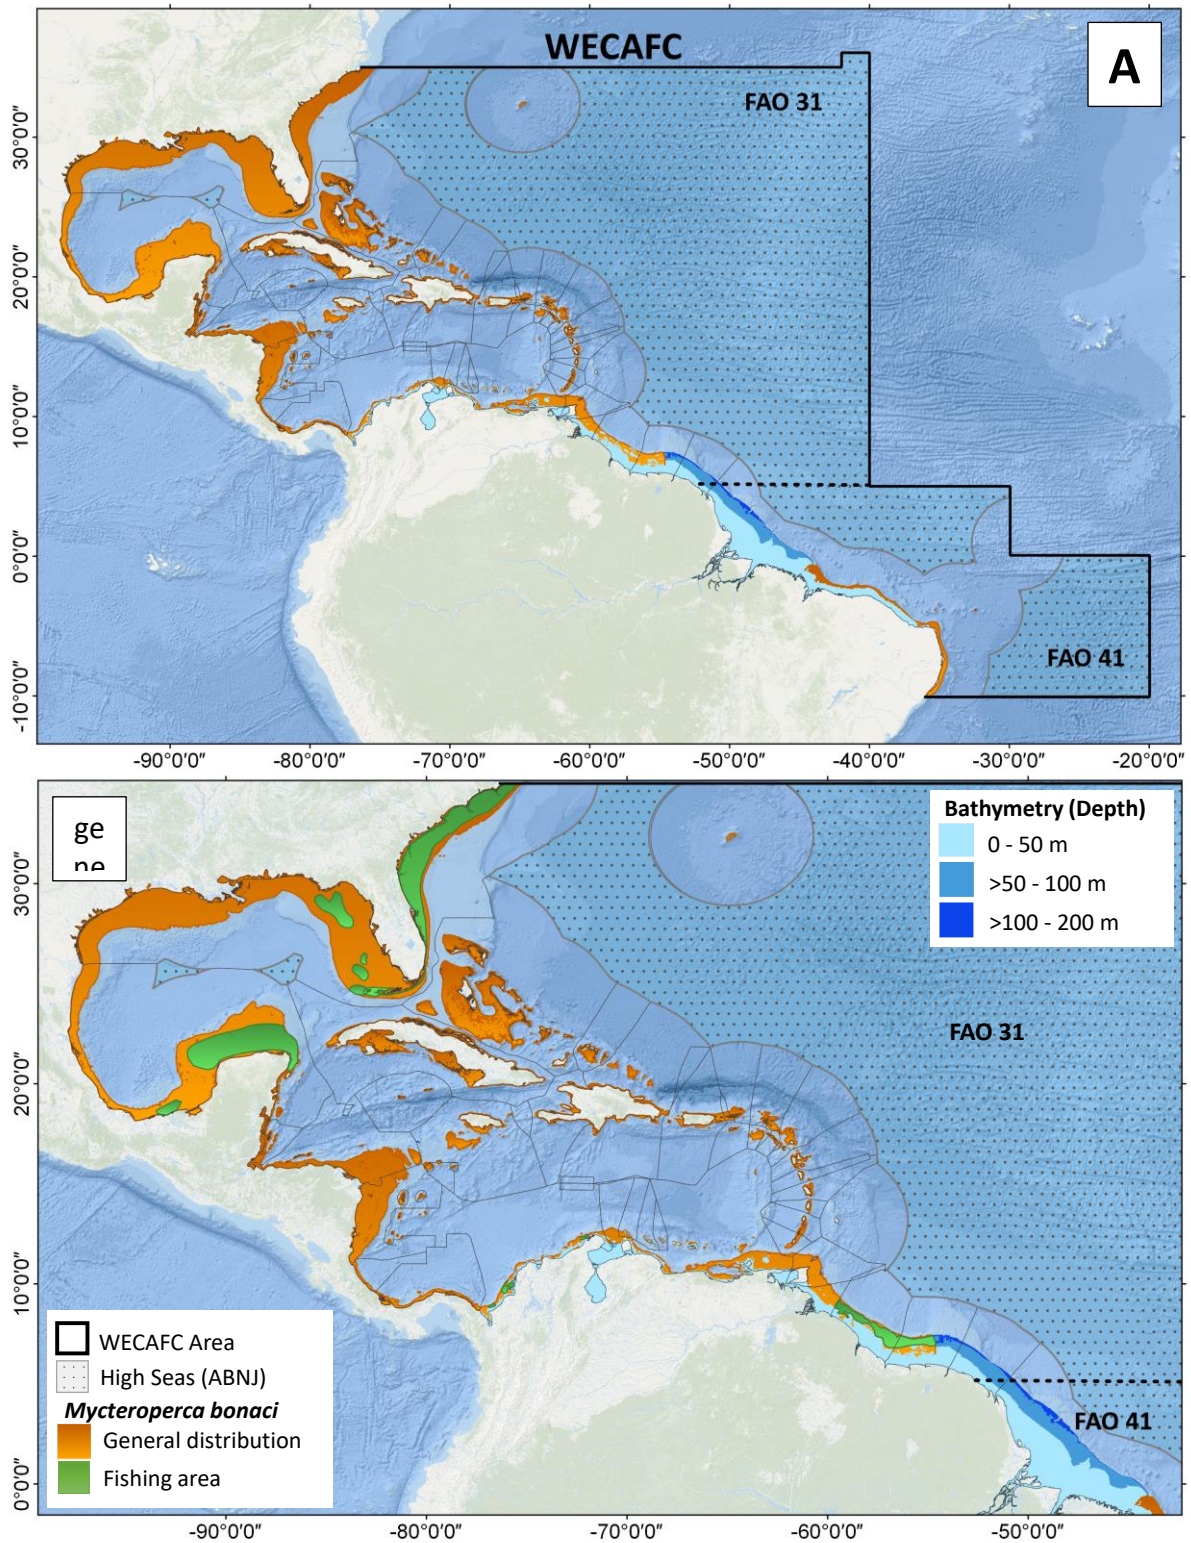 WECAFC
A
FAO 31
30°0'0"
20°0'0"
10°0'0"
0°0'0"
-10°0'0"
FAO 41
-90°0'0"
-80°0'0"
-70°0'0"
-60°0'0"
-50°0'0"
-40°0'0"
-30°0'0"
-20°0'0"
ge
ne
Bathymetry (Depth)
0 - 50 m
>50 - 100 m
>100 - 200 m
30°0'0"
FAO 31
20°0'0"
10°0'0"
WECAFC Area
High Seas (ABNJ)
Mycteroperca bonaci
General distribution
Fishing area
FAO 41
0°0'0"
-90°0'0"
-80°0'0"
-70°0'0"
-60°0'0"
-50°0'0"